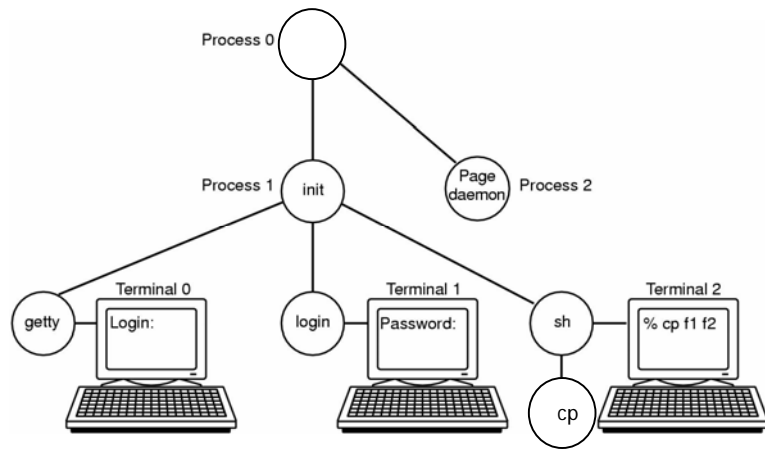 Process 0
Process 1
init
Page
daemon
Process 2
Terminal 0
Terminal 1
Terminal 2
getty
Login:
login
Password:
sh
% cp f1 f2
cp